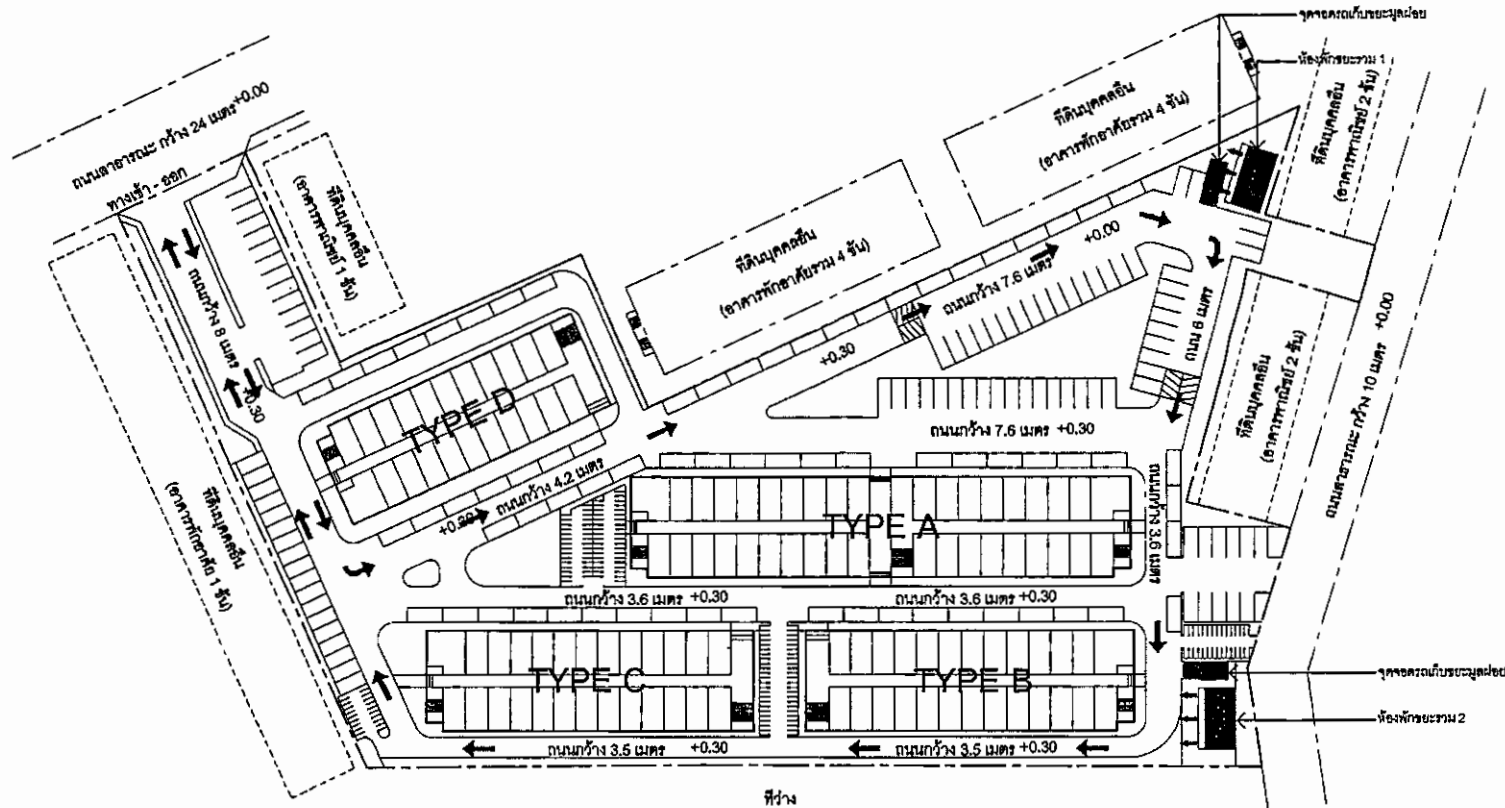 จุดจอดรถเก็บขยะมูลฝอย
ห้องพักขยะรวม 1
ถนนสาธารณะ กว้าง 24 เมตร +0.00
ทางเข้า - ออก
ที่ดินบุคคลอื่น
(อาคารพาณิชย์ 1 ชั้น)
ที่ดินบุคคลอื่น
(อาคารพักอาศัยรวม 4 ชั้น)
ที่ดินบุคคลอื่น
(อาคารพักอาศัยรวม 4 ชั้น)
ที่ดินบุคคลอื่น
(อาคารพาณิชย์ 2 ชั้น)
ถนนกว้าง 8 เมตร
+0.30
ถนนกว้าง 7.6 เมตร
+0.00
+0.30
ถนน 6 เมตร
ที่ดินบุคคลอื่น
(อาคารพาณิชย์ 2 ชั้น)
ถนนสาธารณะ กว้าง 10 เมตร +0.00
TYPE D
ถนนกว้าง 7.6 เมตร +0.30
ถนนกว้าง 4.2 เมตร
ที่ดินบุคคลอื่น
(อาคารพักอาศัย 1 ชั้น)
TYPE A
ถนนกว้าง 3.6 เมตร
ถนนกว้าง 3.6 เมตร +0.30
ถนนกว้าง 3.6 เมตร +0.30
TYPE C
TYPE B
จุดจอดรถเก็บขยะมูลฝอย
ห้องพักขยะรวม 2
ถนนกว้าง 3.5 เมตร +0.30
ถนนกว้าง 3.5 เมตร +0.30
ที่ว่าง